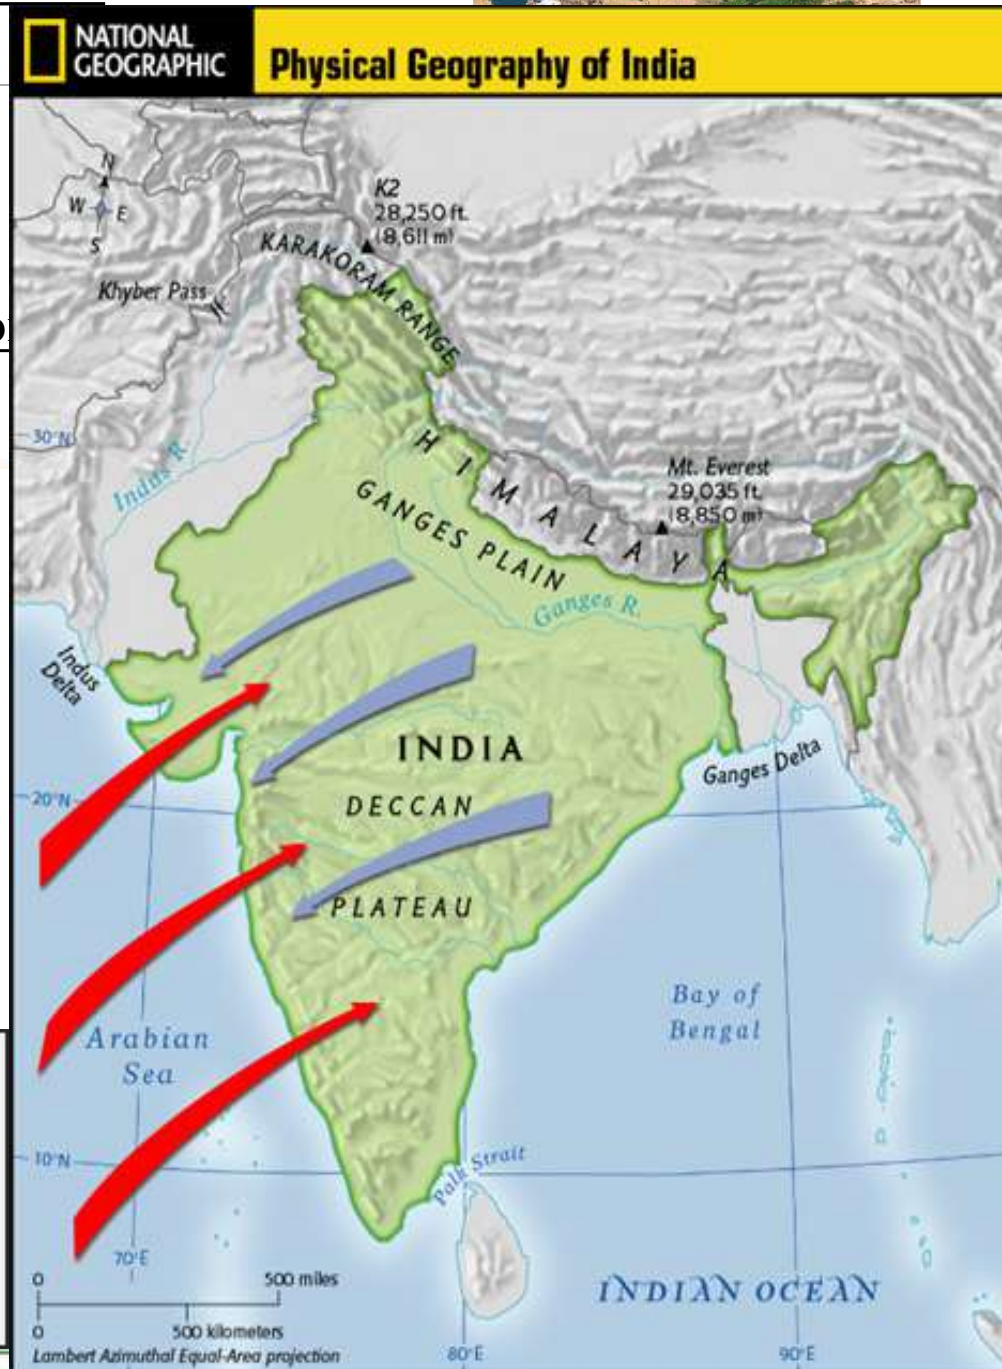 NATIONAL
GEOGRAPHIC
Physical Geography of India
N
W E
S
K2
28,250 ft.
(8,611 m)
KARAKORAM RANGE
Khyber Pass
30°N
Indus R.
HIMALAYA
Mt. Everest
29,035 ft.
(8,850 m)
GANGES PLAIN
Ganges R.
Indus
Delta
INDIA
Ganges Delta
20°N
DECCAN
PLATEAU
Bay of
Bengal
Arabian
Sea
10°N
Palk Strait
70°E
0 500 miles
0 500 kilometers
INDIAN OCEAN
Lambert Azimuthal Equal-Area projection
80°E
90°E